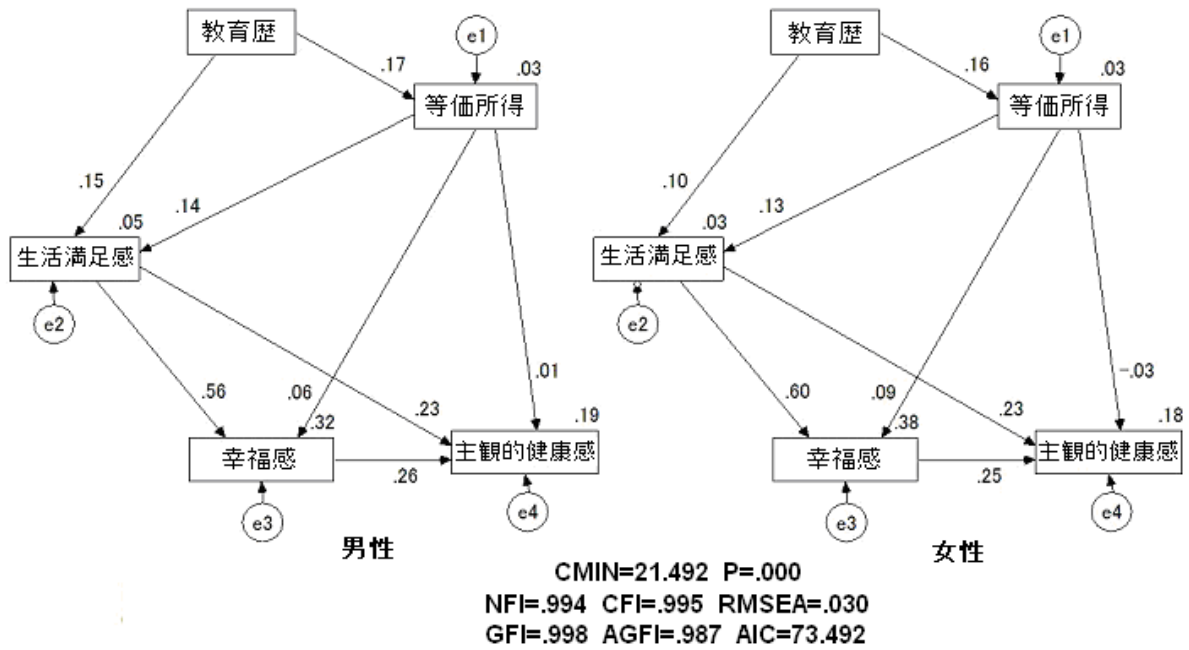 教育歴
e1
.17
.03
等価所得
.15
.14
.05
生活満足感
e2
.56
.06
.01
.32
.23
.19
幸福感
主観的健康感
.26
e3
e4
男性
教育歴
e1
.16
.03
等価所得
.10
.13
.03
生活満足感
e2
.60
.09
-.03
.38
.23
.18
幸福感
主観的健康感
.25
e3
e4
女性
CMIN=21.492 P=.000
NFI=.994 CFI=.995 RMSEA=.030
GFI=.998 AGFI=.987 AIC=73.492